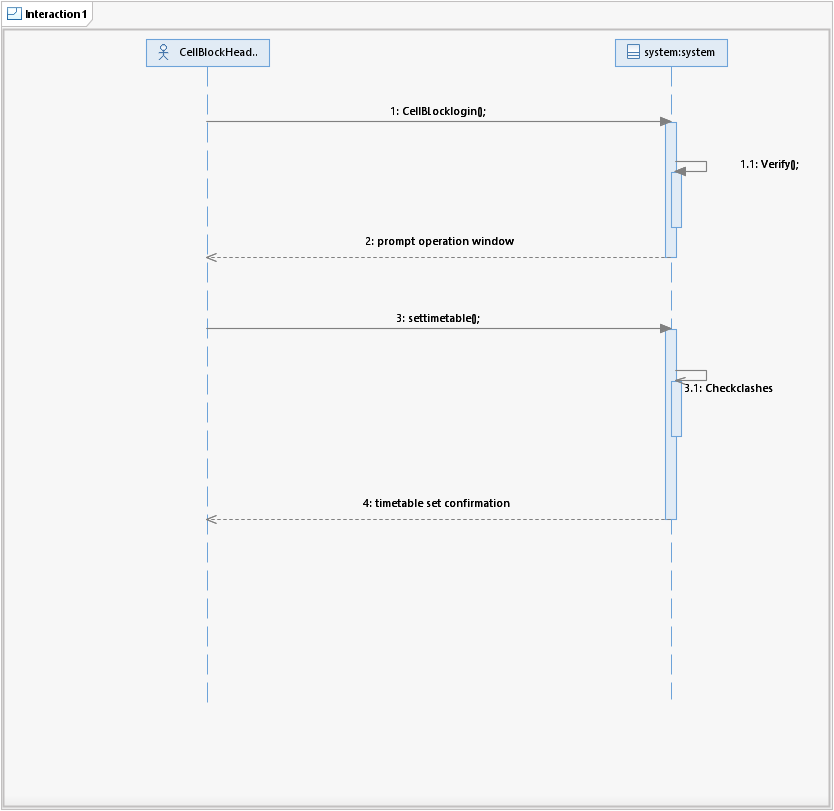 Interaction1
CellBlockHead..
system:system
1: CellBLocklogin();
1.1: Verify();
2: prompt operation window
3: settimetable();
3.1: Checkclashes
4: timetable set confirmation